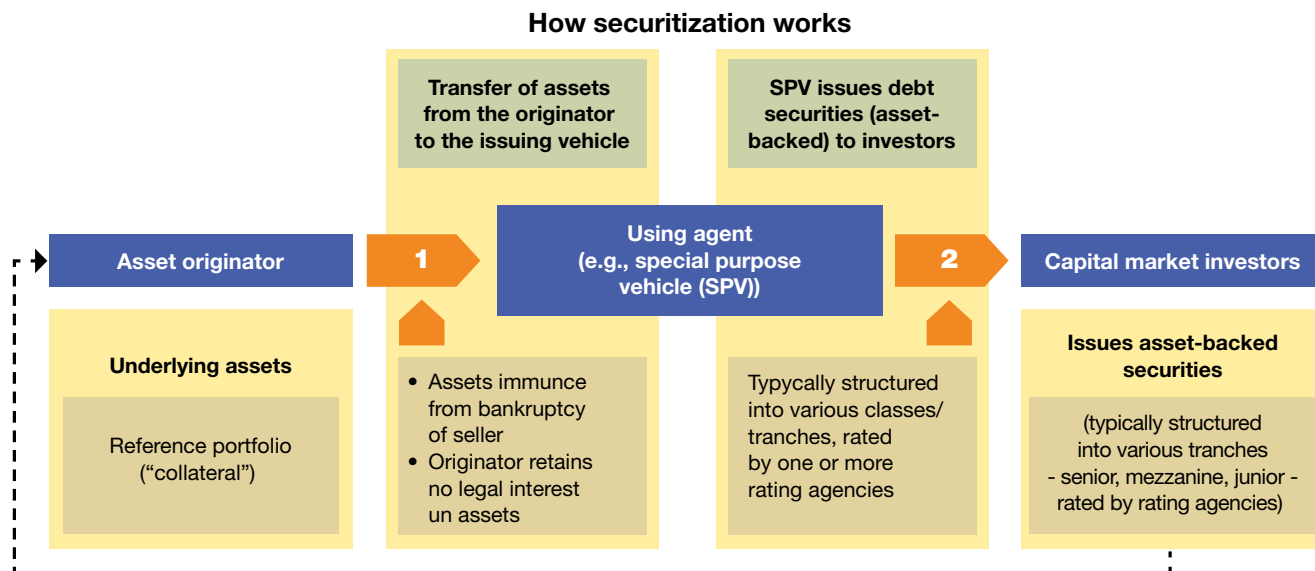 How securitization works
Transfer of assets
from the originator
to the issuing vehicle
SPV issues debt
securities (asset-
backed) to investors
Asset originator
1
Using agent
(e.g., special purpose
vehicle (SPV))
2
Capital market investors
Underlying assets
Reference portfolio
(“collateral”)
• Assets immunce
from bankruptcy
of seller
• Originator retains
no legal interest
un assets
Typycally structured
into various classes/
tranches, rated
by one or more
rating agencies
Issues asset-backed
securities
(typically structured
into various tranches
- senior, mezzanine, junior -
rated by rating agencies)